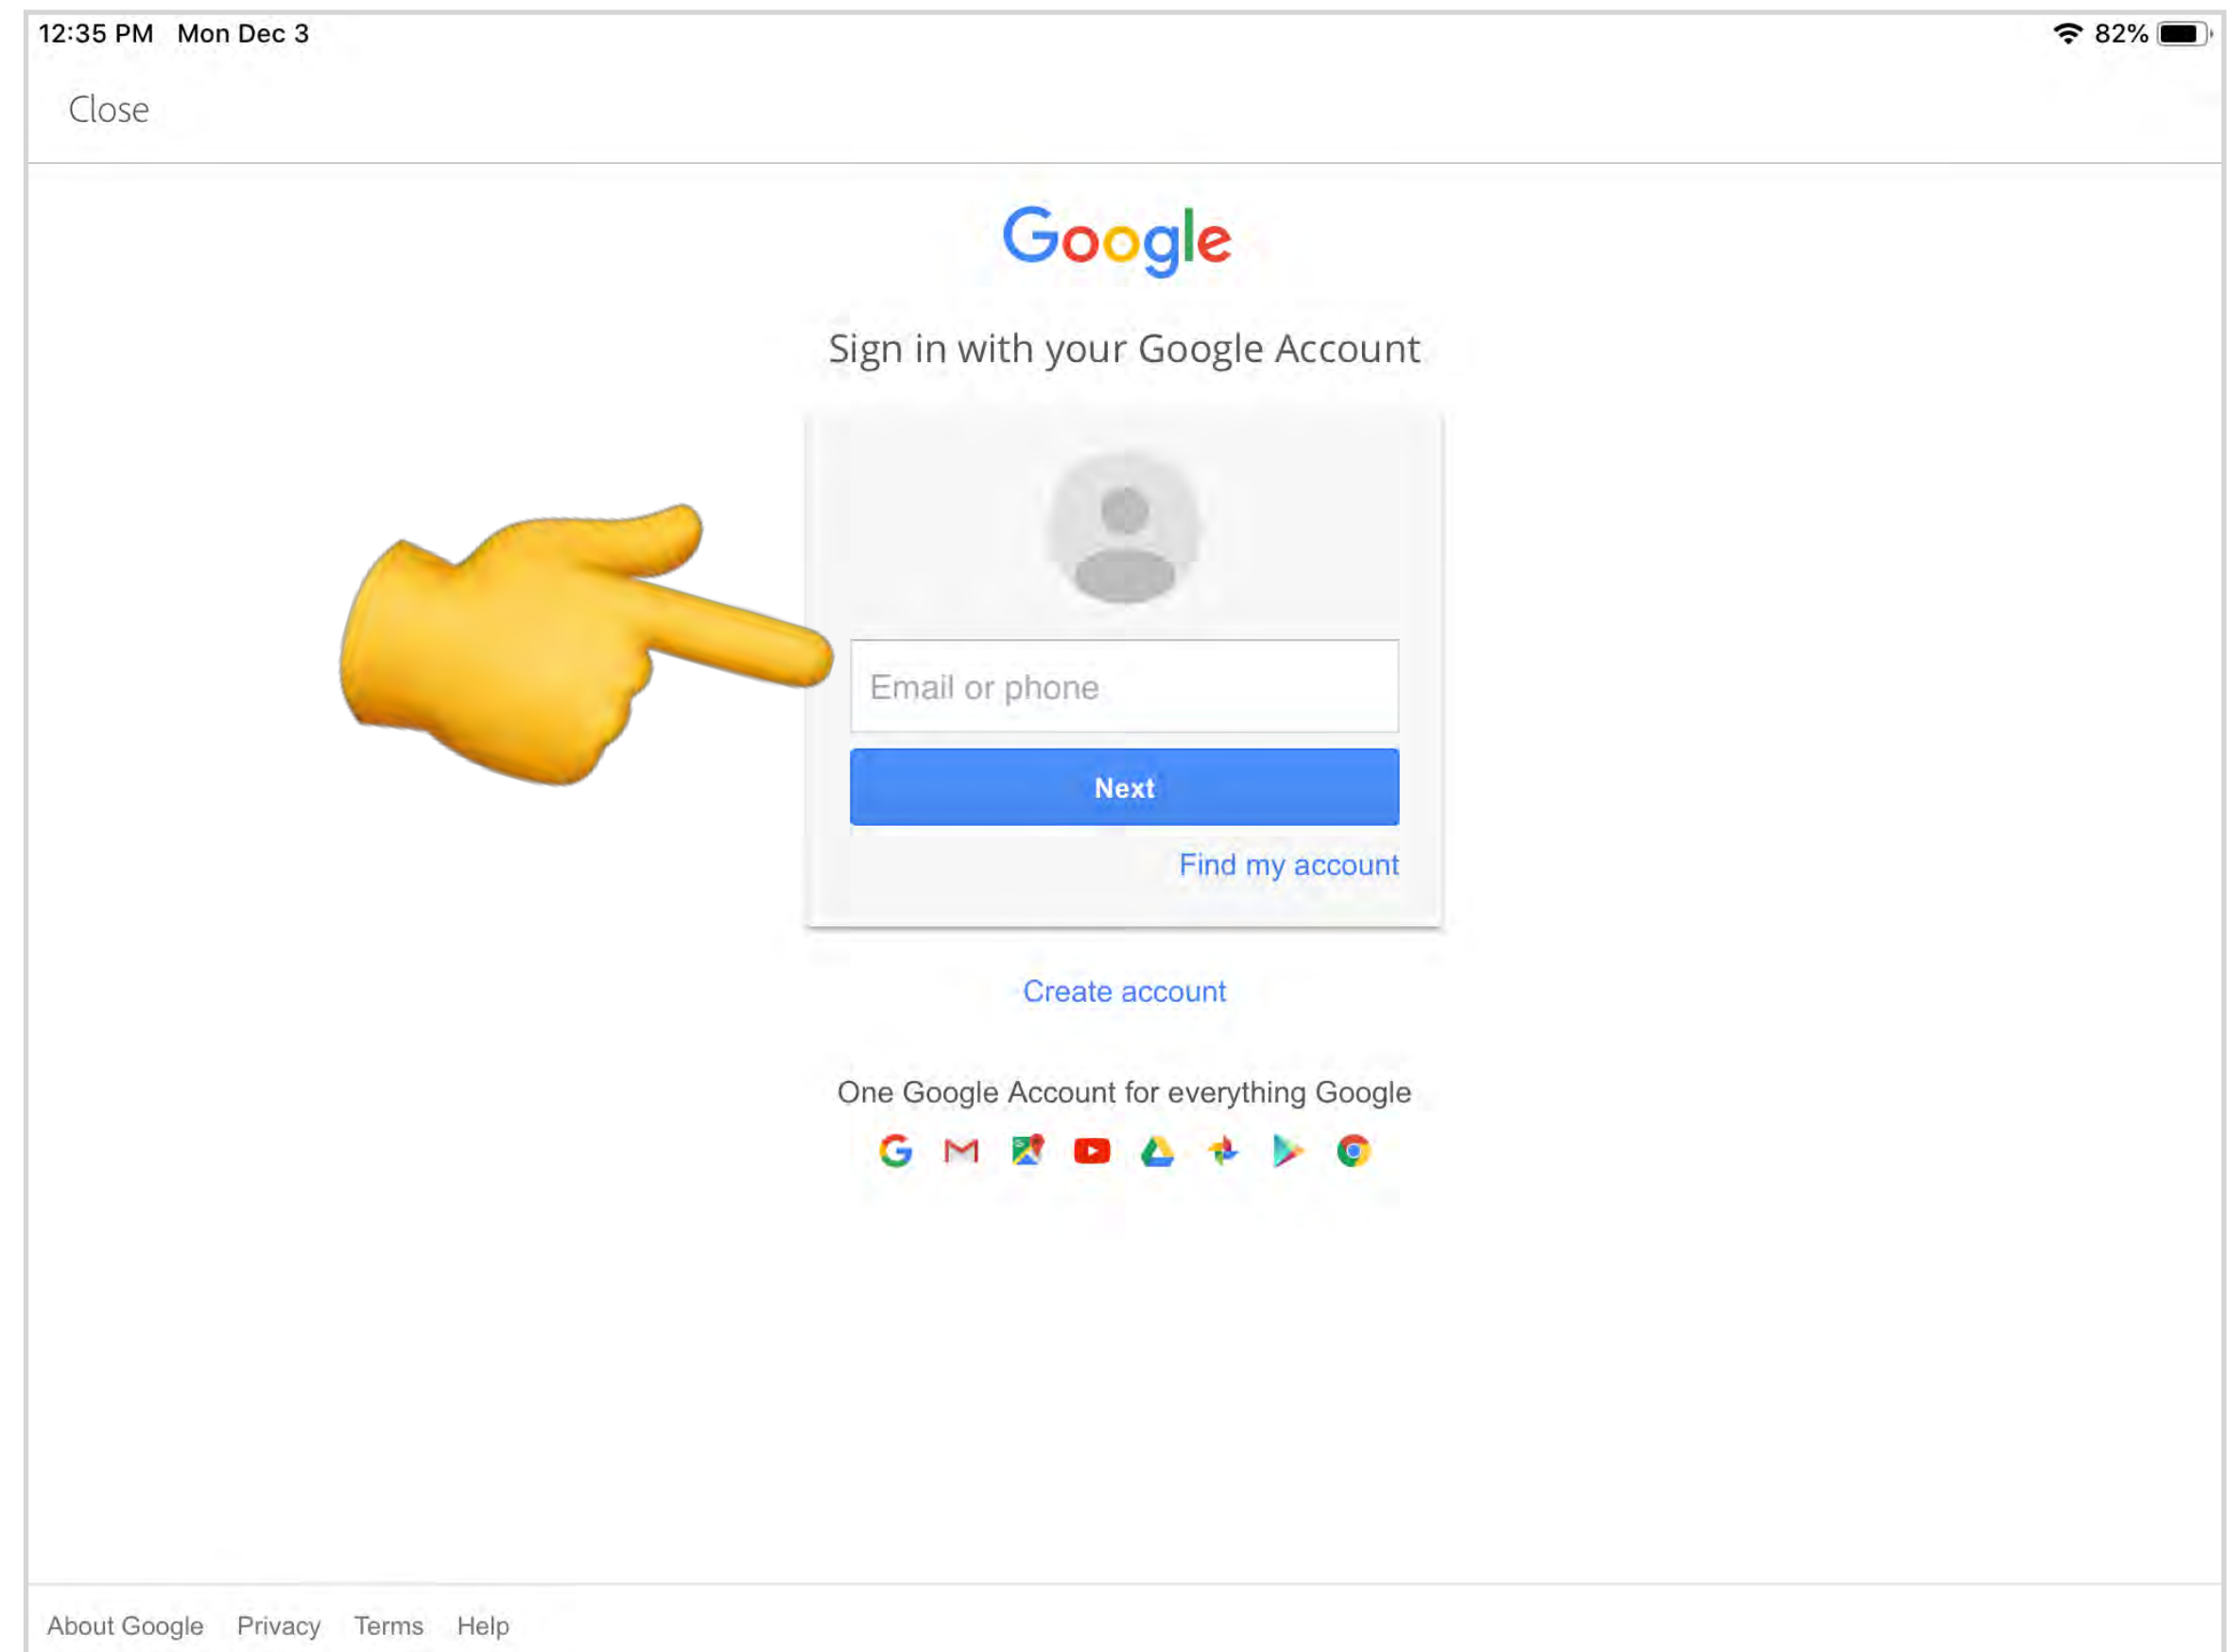 12:35 PM Mon Dec 3 82%
Close
Google
Sign in with your Google Account
Email or phone
Next
Find my account
Create account
One Google Account for everything Google
About Google Privacy Terms Help